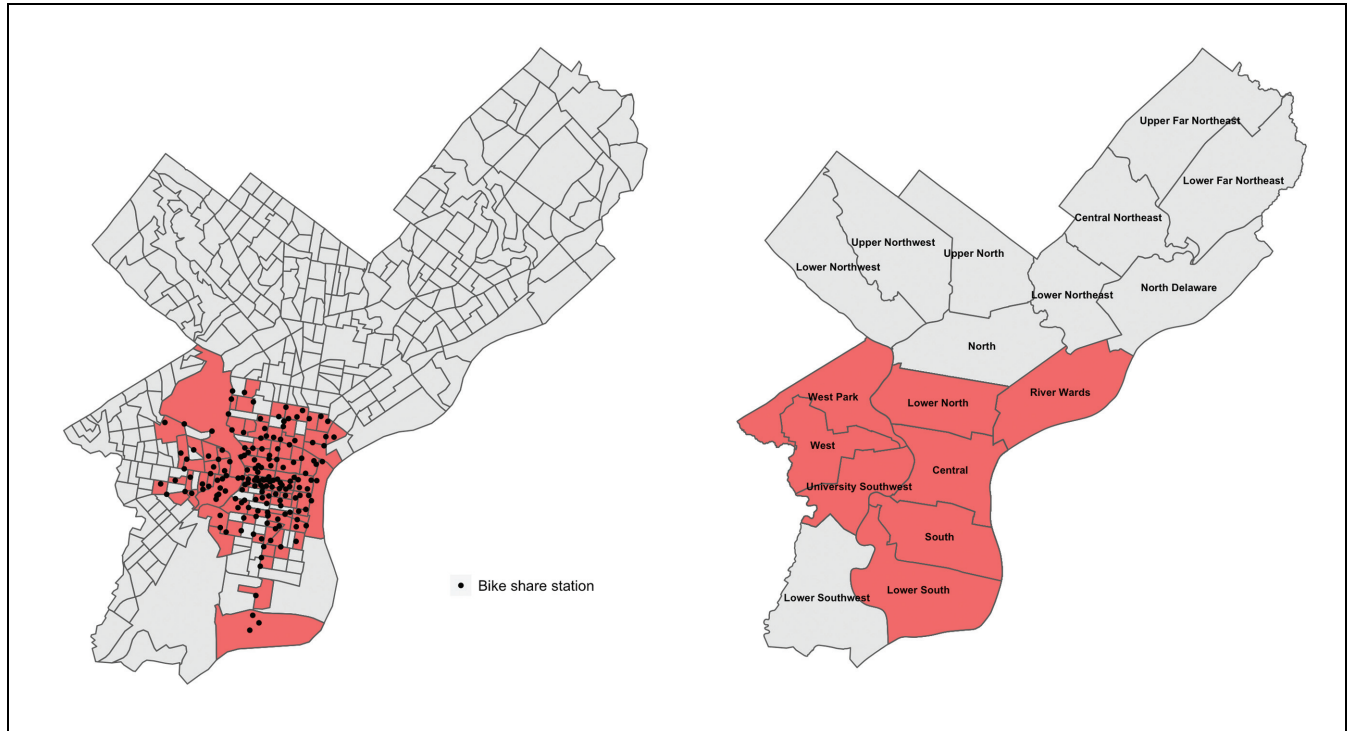 Bike share station
Upper Far Northeast
Lower Far Northeast
Central Northeast
Upper Northwest
Upper North
Lower Northwest
North Delaware
Lower Northeast
North
River Wards
West Park
Lower North
West
Central
University Southwest
South
Lower South
Lower Southwest